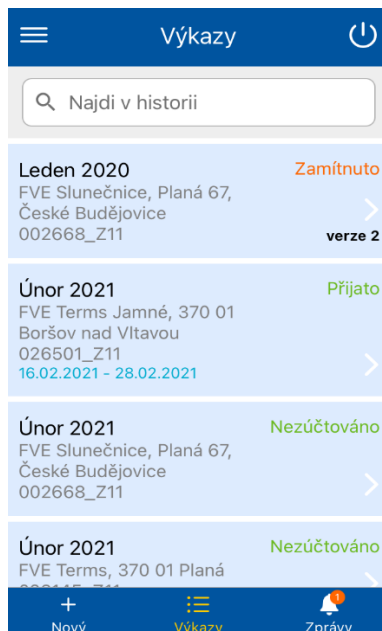 Výkazy
Najdi v historii
Leden 2020
Zamítnuto
FVE Slunečnice, Planá 67,
České Budějovice
002668_Z11
verze 2
Únor 2021
Přijato
FVE Terms Jamné, 370 01
Boršov nad Vltavou
026501_Z11
16.02.2021 - 28.02.2021
Únor 2021
Nezúčtováno
FVE Slunečnice, Planá 67,
České Budějovice
002668_Z11
Únor 2021
Nezúčtováno
FVE Terms, 370 01 Planá
1
Nový
Výkazy
Zprávy